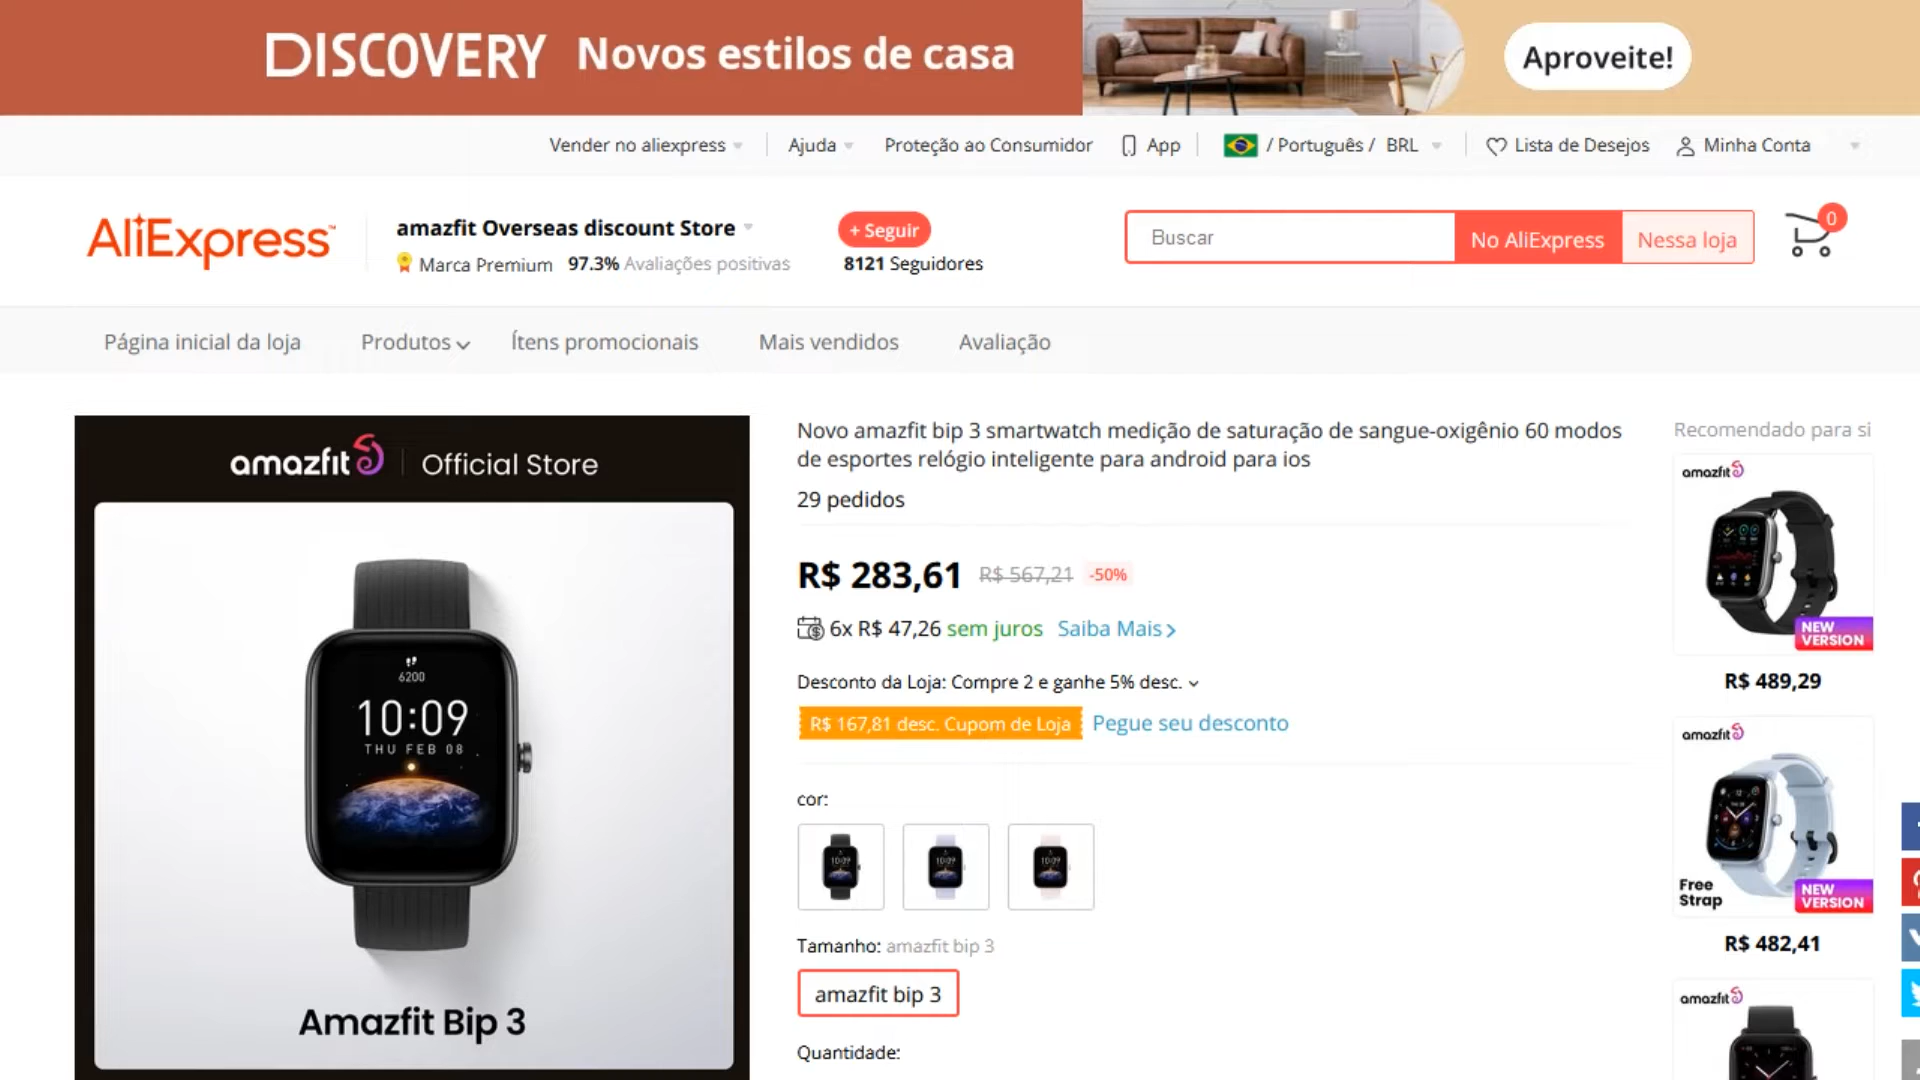 DISCOVERY Novos estilos de casa
Aproveite!
Vender no aliexpress
Ajuda
Proteção ao Consumidor
App
/ Português / BRL
Lista de Desejos
Minha Conta
AliExpress™
amazfit Overseas discount Store
Marca Premium 97.3% Avaliações positivas
+ Seguir
8121 Seguidores
Buscar
No AliExpress
Nessa loja
0
Página inicial da loja
Produtos
Ítens promocionais
Mais vendidos
Avaliação
amazfit Official Store
6200
10:09
THU FEB 08
Amazfit Bip 3
Novo amazfit bip 3 smartwatch medição de saturação de sangue-oxigênio 60 modos
de esportes relógio inteligente para android para ios
29 pedidos
R$ 283,61 R$ 567,21 -50%
6x R$ 47,26 sem juros Saiba Mais
Desconto da Loja: Compre 2 e ganhe 5% desc.
R$ 167,81 desc. Cupom de Loja Pegue seu desconto
cor:
10:09
10:09
10:09
Tamanho: amazfit bip 3
amazfit bip 3
Quantidade:
Recomendado para si
amazfit
NEW
VERSION
R$ 489,29
amazfit
Free
Strap
NEW
VERSION
R$ 482,41
amazfit